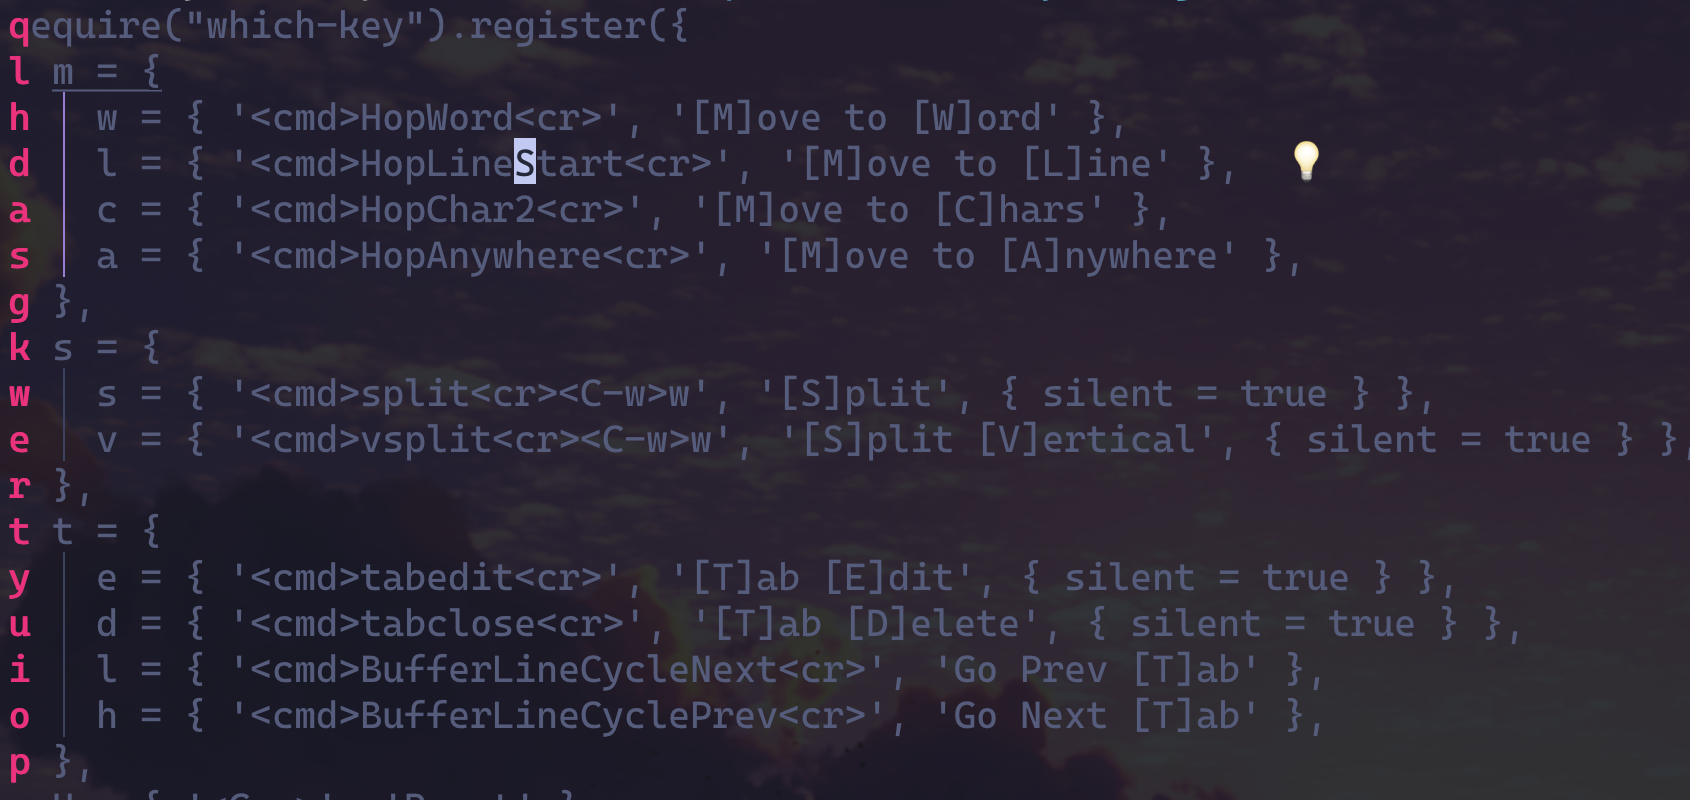 qequire("which-key").register({
l m = {
h w = { '<cmd>HopWord<cr>', '[M]ove to [W]ord' },
d l = { '<cmd>HopLineStart<cr>', '[M]ove to [L]ine' },
a c = { '<cmd>HopChar2<cr>', '[M]ove to [C]hars' },
s a = { '<cmd>HopAnywhere<cr>', '[M]ove to [A]nywhere' },
g },
k s = {
w s = { '<cmd>split<cr><C-w>w', '[S]plit', { silent = true } },
e v = { '<cmd>vsplit<cr><C-w>w', '[S]plit [V]ertical', { silent = true } },
r },
t t = {
y e = { '<cmd>tabedit<cr>', '[T]ab [E]dit', { silent = true } },
u d = { '<cmd>tabclose<cr>', '[T]ab [D]elete', { silent = true } },
i l = { '<cmd>BufferLineCycleNext<cr>', 'Go Prev [T]ab' },
o h = { '<cmd>BufferLineCyclePrev<cr>', 'Go Next [T]ab' },
p },